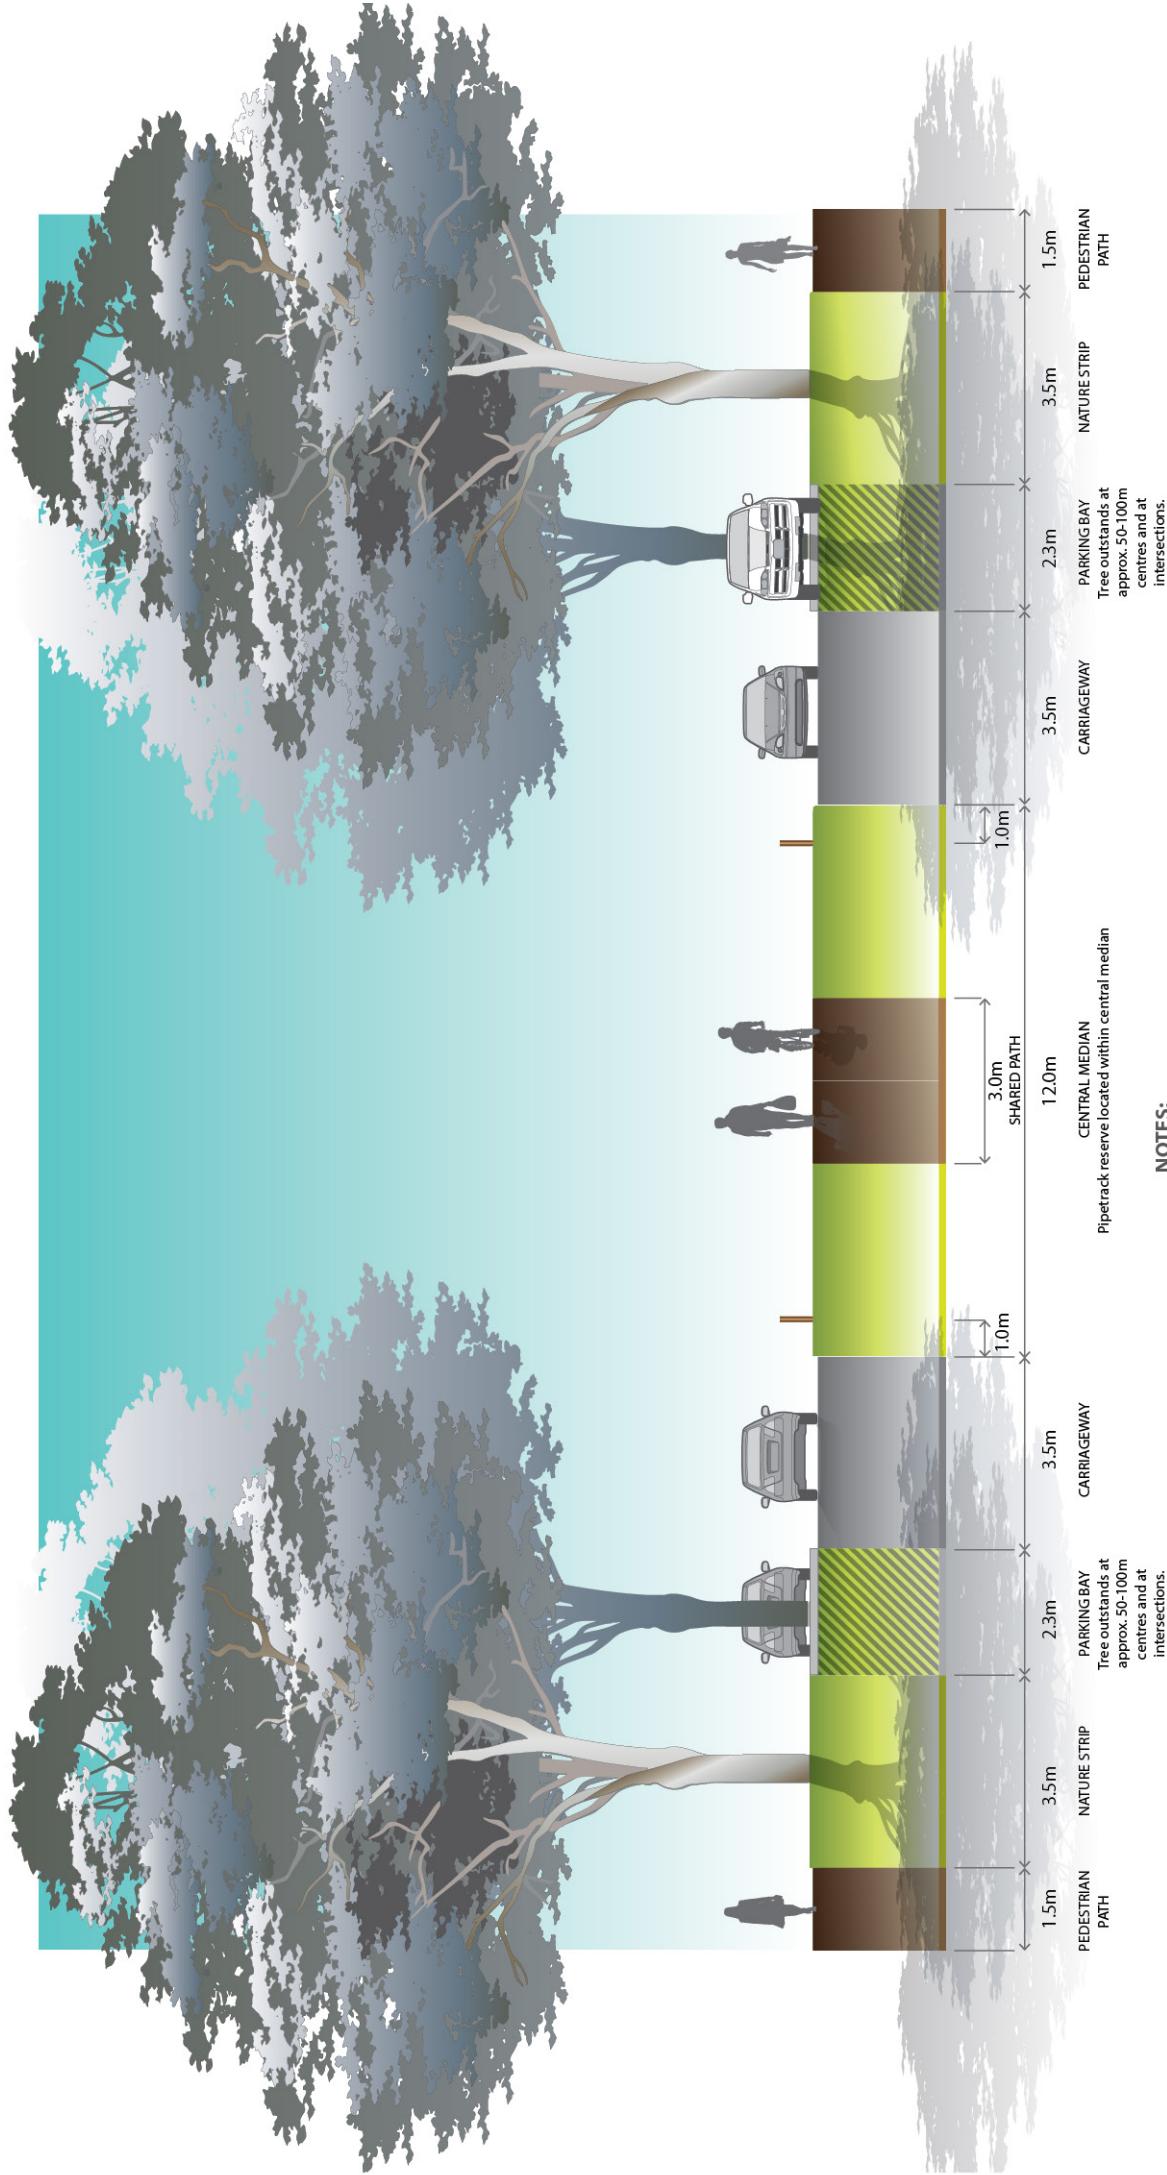 1.0m
3.0m
SHARED PATH
1.0m
1.5m
3.5m
2.3m
3.5m
12.0m
3.5m
2.3m
3.5m
1.5m
PEDESTRIAN
PATH
NATURE STRIP
PARKING BAY
Tree outstands at
approx. 50-100m
centres and at
intersections.
CARRIAGEWAY
CENTRAL MEDIAN
Pipetrack reserve located within central median
CARRIAGEWAY
PARKING BAY
Tree outstands at
approx. 50-100m
centres and at
intersections.
NATURE STRIP
PEDESTRIAN
PATH
NOTES: